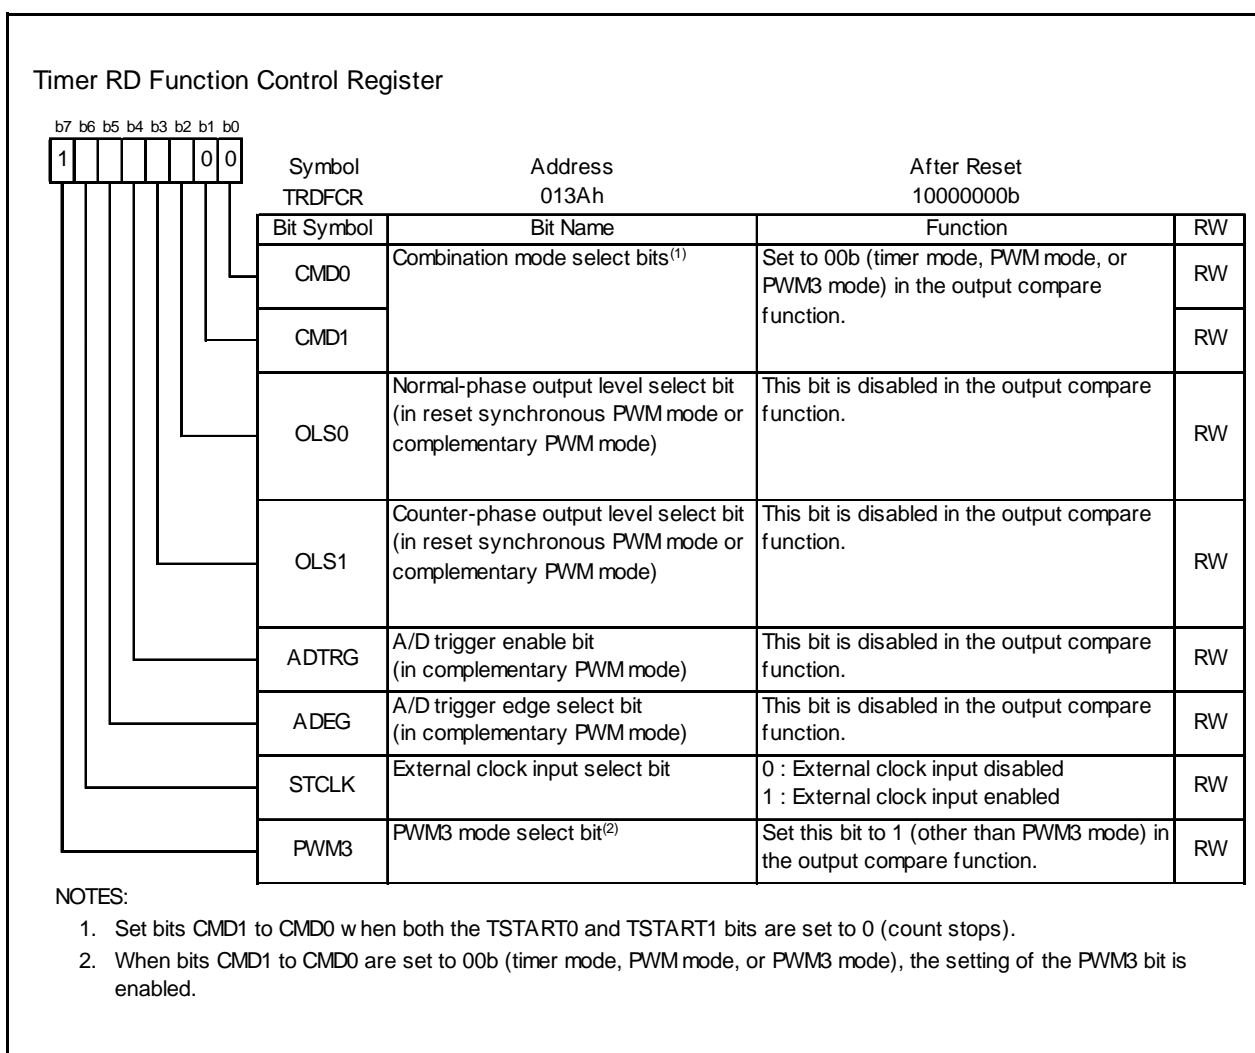 Timer RD Function Control Register
b7 b6 b5 b4 b3 b2 b1 b0
1 0 0
Symbol Address After Reset
TRDFCR 013Ah 10000000b
Bit Symbol Bit Name Function RW
CMD0 Combination mode select bits(1) Set to 00b (timer mode, PWM mode, or PWM3 mode) in the output compare function. RW
CMD1 RW
OLS0 Normal-phase output level select bit (in reset synchronous PWM mode or complementary PWM mode) This bit is disabled in the output compare function. RW
OLS1 Counter-phase output level select bit (in reset synchronous PWM mode or complementary PWM mode) This bit is disabled in the output compare function. RW
ADTRG A/D trigger enable bit (in complementary PWM mode) This bit is disabled in the output compare function. RW
ADEG A/D trigger edge select bit (in complementary PWM mode) This bit is disabled in the output compare function. RW
STCLK External clock input select bit 0 : External clock input disabled 1 : External clock input enabled RW
PWM3 PWM3 mode select bit(2) Set this bit to 1 (other than PWM3 mode) in the output compare function. RW
NOTES:
1. Set bits CMD1 to CMD0 when both the TSTART0 and TSTART1 bits are set to 0 (count stops).
2. When bits CMD1 to CMD0 are set to 00b (timer mode, PWM mode, or PWM3 mode), the setting of the PWM3 bit is
enabled.